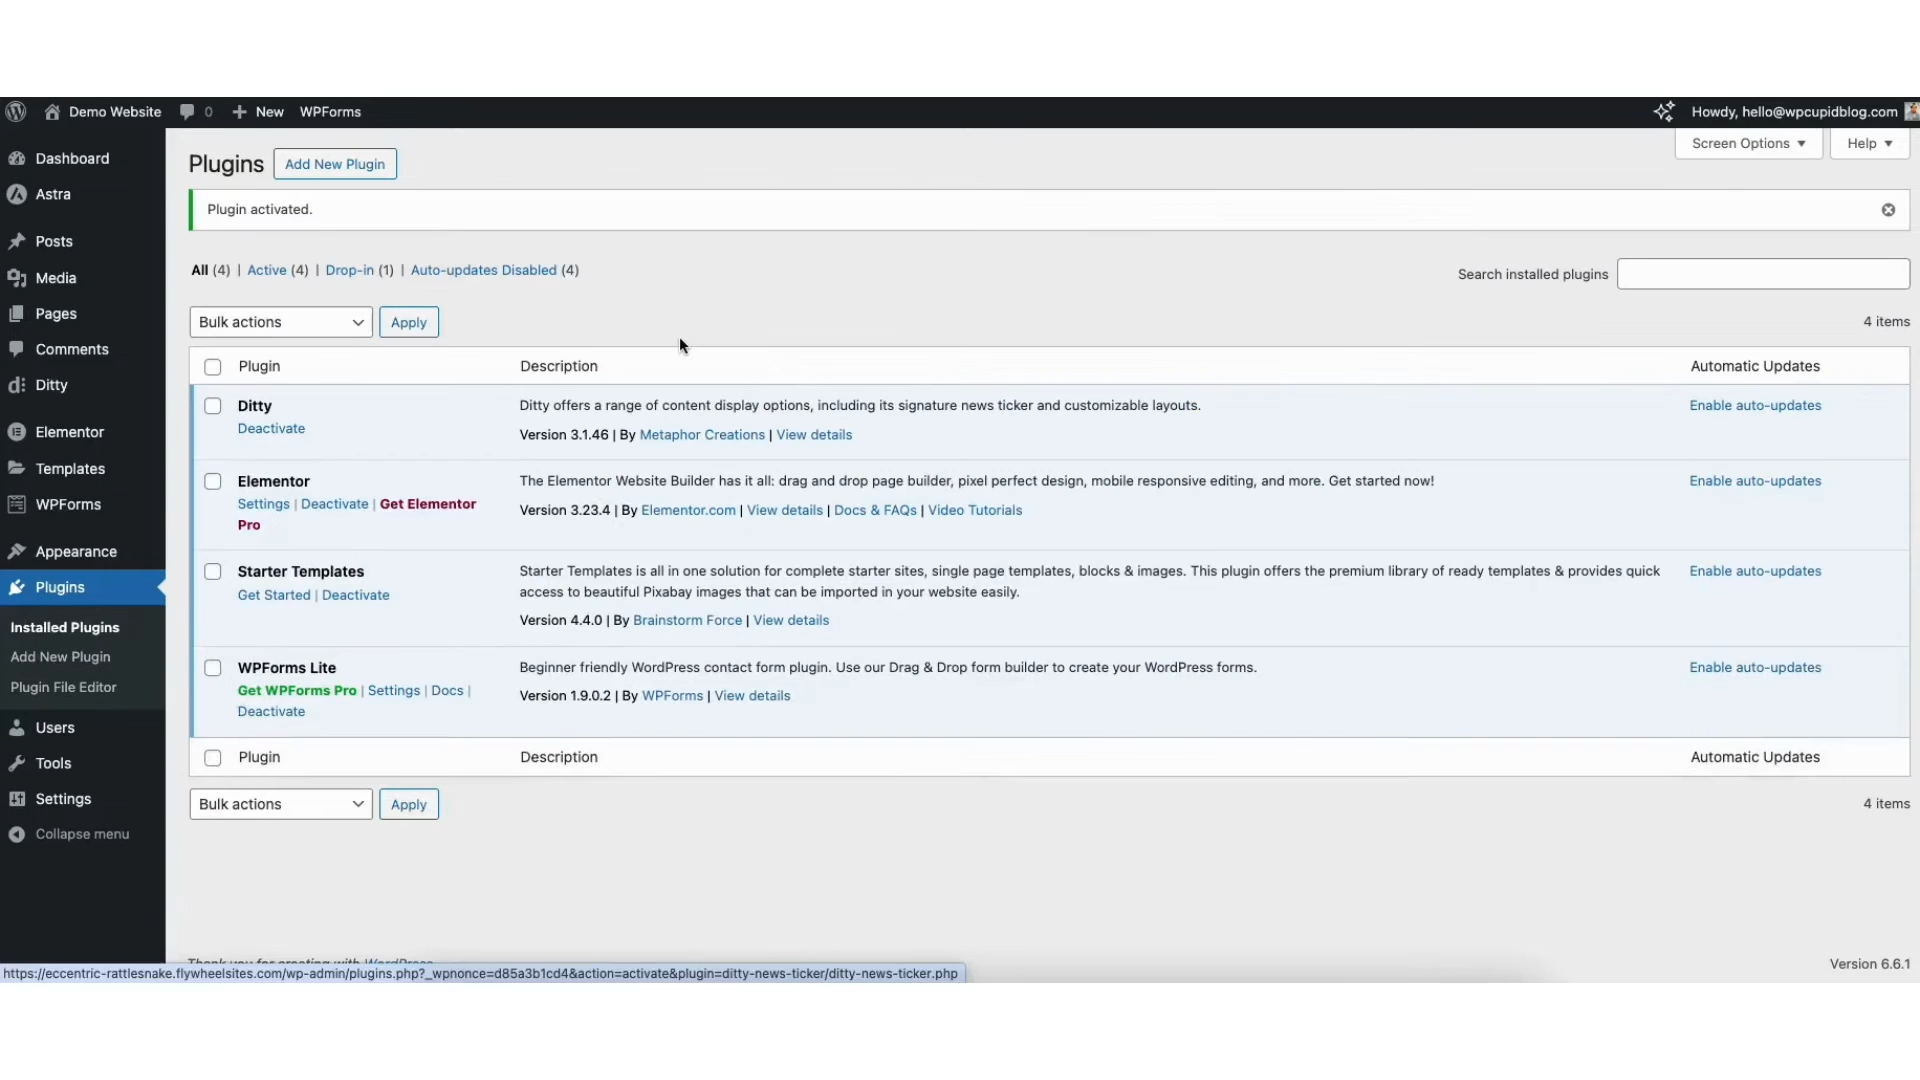 Demo Website 0 New WPForms Howdy, hello@wpcupidblog.com
Dashboard
Astra
Posts
Media
Pages
Comments
Ditty
Elementor
Templates
WPForms
Appearance
Plugins
Installed Plugins
Add New Plugin
Plugin File Editor
Users
Tools
Settings
Collapse menu
Screen Options Help
Plugins Add New Plugin
Plugin activated.
All (4) | Active (4) | Drop-in (1) | Auto-updates Disabled (4)
Search installed plugins
Bulk actions Apply 4 items
Plugin Description Automatic Updates
Ditty
Deactivate
Ditty offers a range of content display options, including its signature news ticker and customizable layouts.
Version 3.1.46 | By Metaphor Creations | View details
Enable auto-updates
Elementor
Settings | Deactivate | Get Elementor
Pro
The Elementor Website Builder has it all: drag and drop page builder, pixel perfect design, mobile responsive editing, and more. Get started now!
Version 3.23.4 | By Elementor.com | View details | Docs & FAQs | Video Tutorials
Enable auto-updates
Starter Templates
Get Started | Deactivate
Starter Templates is all in one solution for complete starter sites, single page templates, blocks & images. This plugin offers the premium library of ready templates & provides quick
access to beautiful Pixabay images that can be imported in your website easily.
Version 4.4.0 | By Brainstorm Force | View details
Enable auto-updates
WPForms Lite
Get WPForms Pro | Settings | Docs |
Deactivate
Beginner friendly WordPress contact form plugin. Use our Drag & Drop form builder to create your WordPress forms.
Version 1.9.0.2 | By WPForms | View details
Enable auto-updates
Plugin Description Automatic Updates
Bulk actions Apply 4 items
Thank you for creating with WordPress.
Version 6.6.1
https://eccentric-rattlesnake.flywheelsites.com/wp-admin/plugins.php?_wpnonce=d85a3b1cd4&action=activate&plugin=ditty-news-ticker/ditty-news-ticker.php